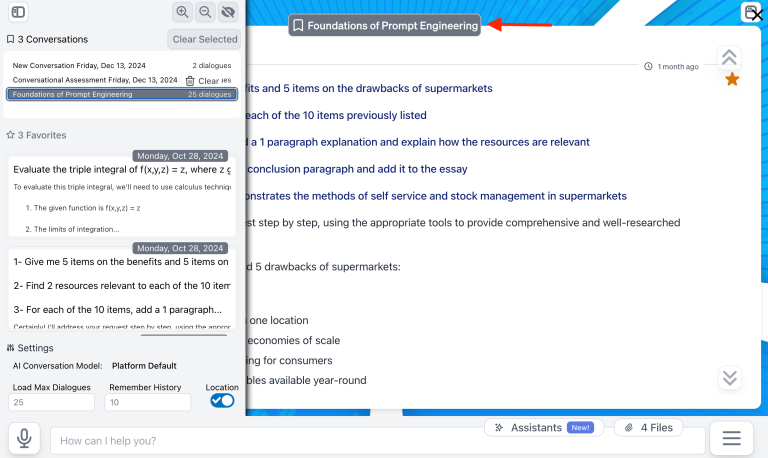 3 Conversations
Clear Selected
New Conversation Friday, Dec 13, 2024 2 dialogues
Conversational Assessment Friday, Dec 13, 2024 Clear
Foundations of Prompt Engineering 25 dialogues
3 Favorites
Monday, Oct 28, 2024
Evaluate the triple integral of f(x,y,z) = z, where z
To evaluate this triple integral, we'll need to use calculus
1. The given function is f(x,y,z) = z
2. The limits of integration...
Monday, Oct 28, 2024
1- Give me 5 items on the benefits and 5 items on
2- Find 2 resources relevant to each of the 10
3- For each of the 10 items, add a 1 paragraph...
Certainly! I'll address your request step by step, using the
Settings
AI Conversation Model: Platform Default
Load Max Dialogues Remember History Location
25 10
Foundations of Prompt Engineering
1 month ago
and 5 items on the drawbacks of supermarkets
each of the 10 items previously listed
a 1 paragraph explanation and explain how the resources are relevant
conclusion paragraph and add it to the essay
the methods of self service and stock management in supermarkets
step by step, using the appropriate tools to provide comprehensive and well-researched
5 drawbacks of supermarkets:
one location
economies of scale
for consumers
available year-round
Assistants New! 4 Files
How can I help you?